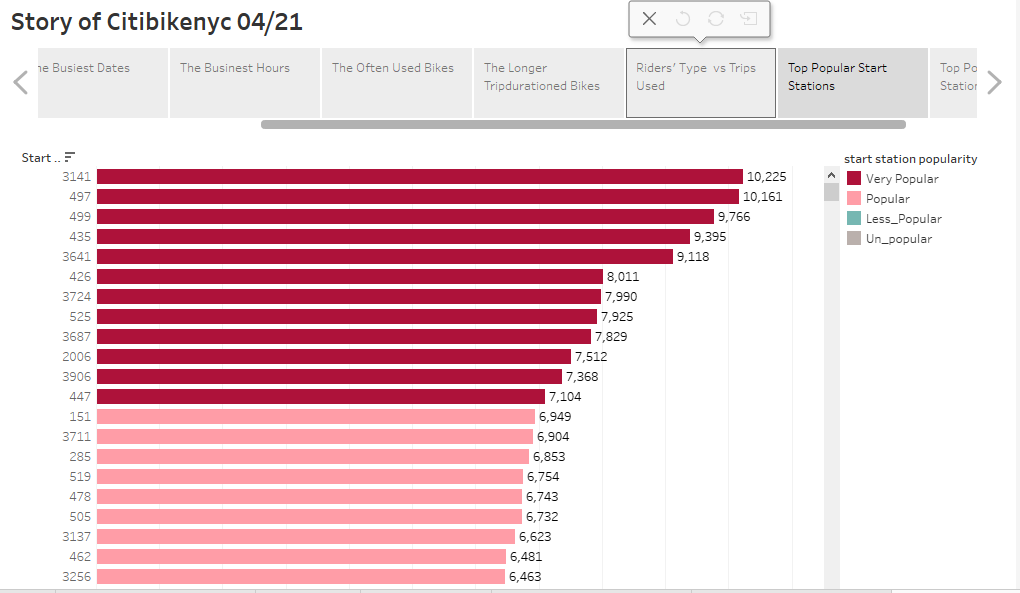 Story of Citibikenyc 04/21
he Busiest Dates
The Businest Hours
The Often Used Bikes
The Longer
Tripdurationed Bikes
Riders’ Type vs Trips
Used
Top Popular Start
Stations
Top Po
Station
Start ..
start station popularity
Very Popular
Popular
Less_Popular
Un_popular
3141 10,225
497 10,161
499 9,766
435 9,395
3641 9,118
426 8,011
3724 7,990
525 7,925
3687 7,829
2006 7,512
3906 7,368
447 7,104
151 6,949
3711 6,904
285 6,853
519 6,754
478 6,743
505 6,732
3137 6,623
462 6,481
3256 6,463